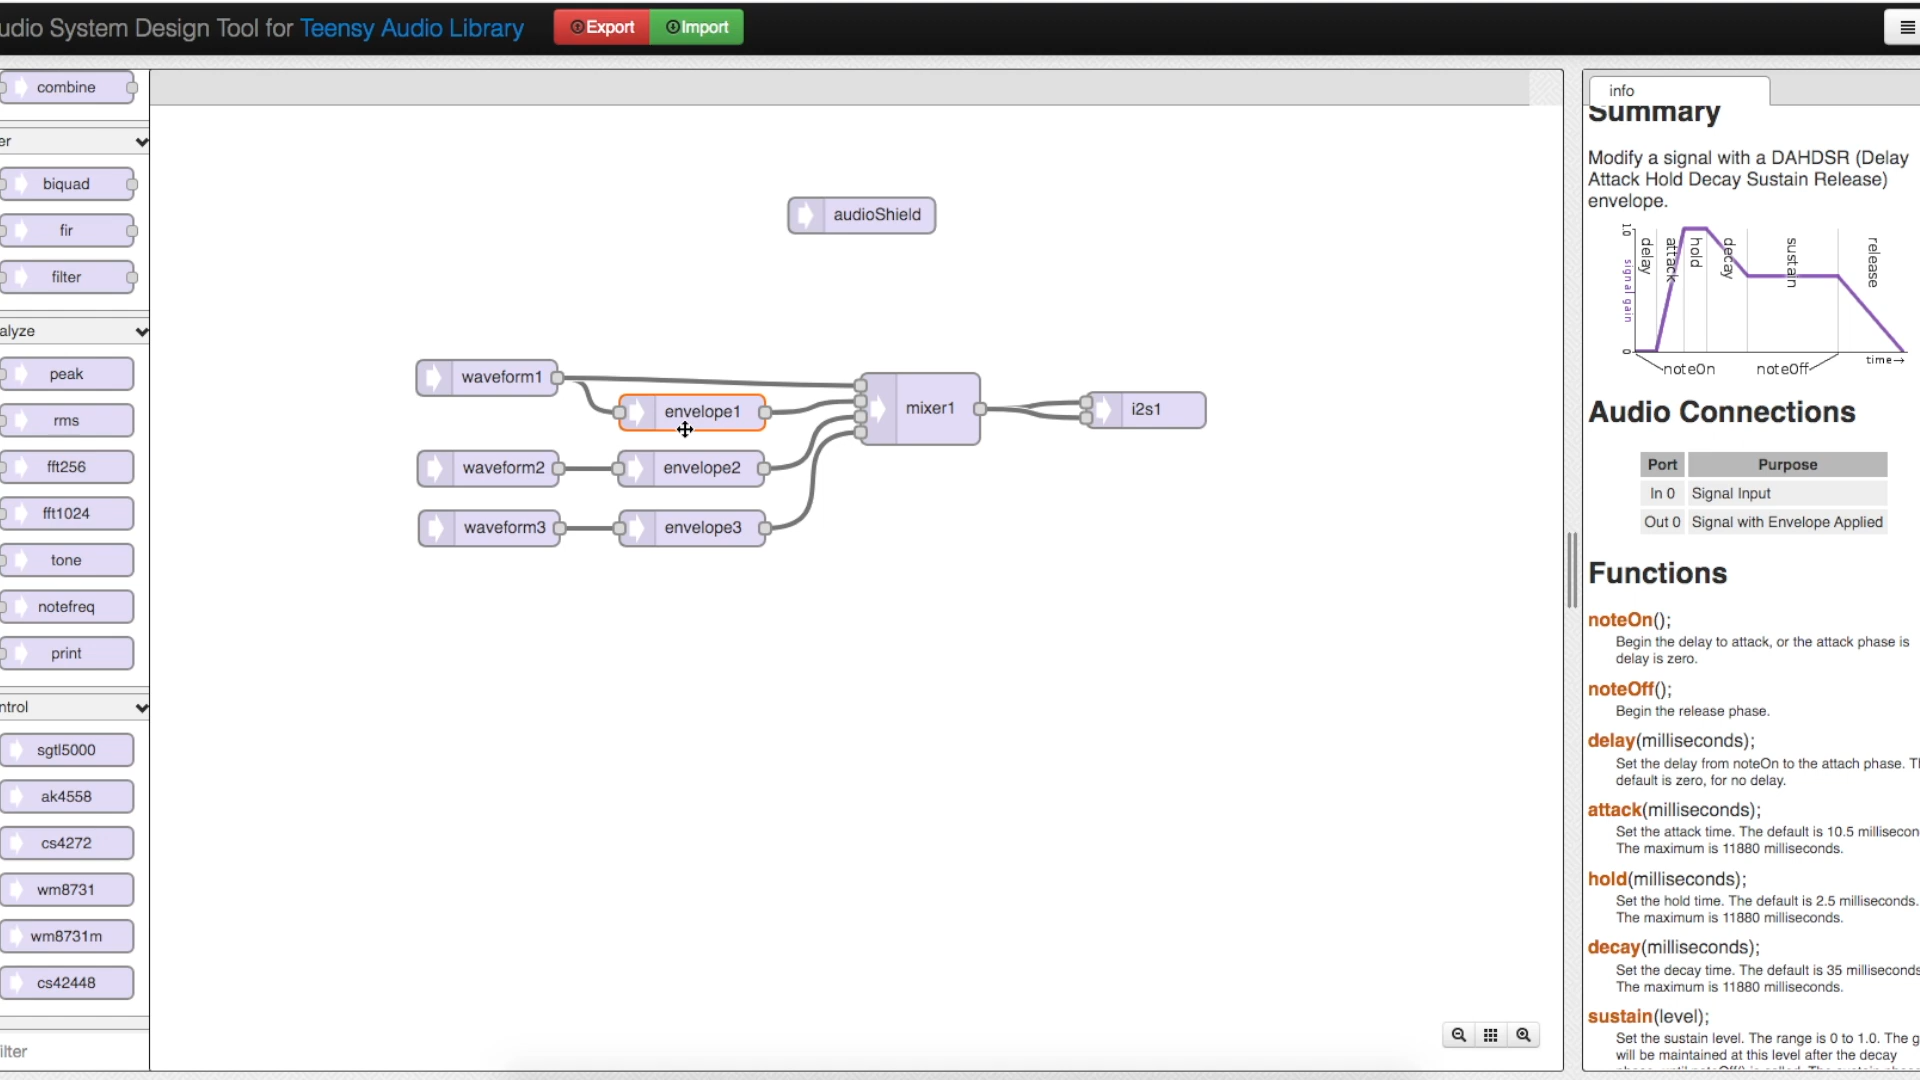 udio System Design Tool for Teensy Audio Library
Export
Import
combine
er
biquad
fir
filter
alyze
peak
rms
fft256
fft1024
tone
notefreq
print
ntrol
sgtl5000
ak4558
cs4272
wm8731
wm8731m
cs42448
ilter
audioShield
waveform1
envelope1
mixer1
i2s1
waveform2
envelope2
waveform3
envelope3
info
Summary
Modify a signal with a DAHDSR (Delay
Attack Hold Decay Sustain Release)
envelope.
1.0
signal gain
0
delay
attack
hold
decay
sustain
release
noteOn
noteOff
time→
Audio Connections
Port Purpose
In 0 Signal Input
Out 0 Signal with Envelope Applied
Functions
noteOn();
Begin the delay to attack, or the attack phase is
delay is zero.
noteOff();
Begin the release phase.
delay(milliseconds);
Set the delay from noteOn to the attach phase. Th
default is zero, for no delay.
attack(milliseconds);
Set the attack time. The default is 10.5 millisecon
The maximum is 11880 milliseconds.
hold(milliseconds);
Set the hold time. The default is 2.5 milliseconds.
The maximum is 11880 milliseconds.
decay(milliseconds);
Set the decay time. The default is 35 milliseconds
The maximum is 11880 milliseconds.
sustain(level);
Set the sustain level. The range is 0 to 1.0. The g
will be maintained at this level after the decay